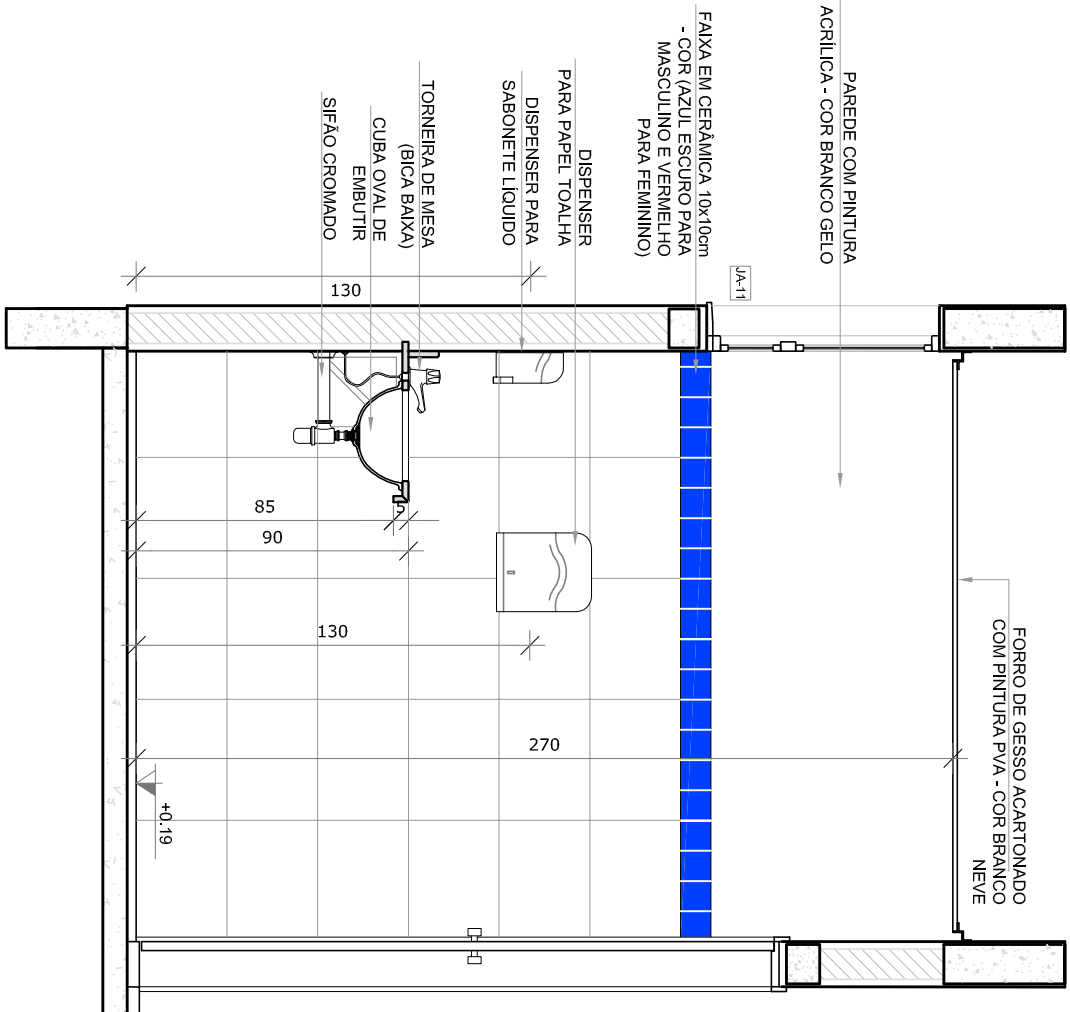 PAREDE COM PINTURA
ACRÍLICA - COR BRANCO GELO
FAIXA EM CERÂMICA 10x10cm
- COR (AZUL ESCURO PARA
MASCULINO E VERMELHO
PARA FEMININO)
DISPENSER
PARA PAPEL TOALHA
DISPENSER PARA
SABONETE LÍQUIDO
TORNEIRA DE MESA
(BICA BAIXA)
CUBA OVAL DE
EMBUTIR
SIFÃO CROMADO
JA-11
130
85
5
90
130
270
+0.19
FORRO DE GESSO ACARTONADO
COM PINTURA PVA - COR BRANCO
NEVE